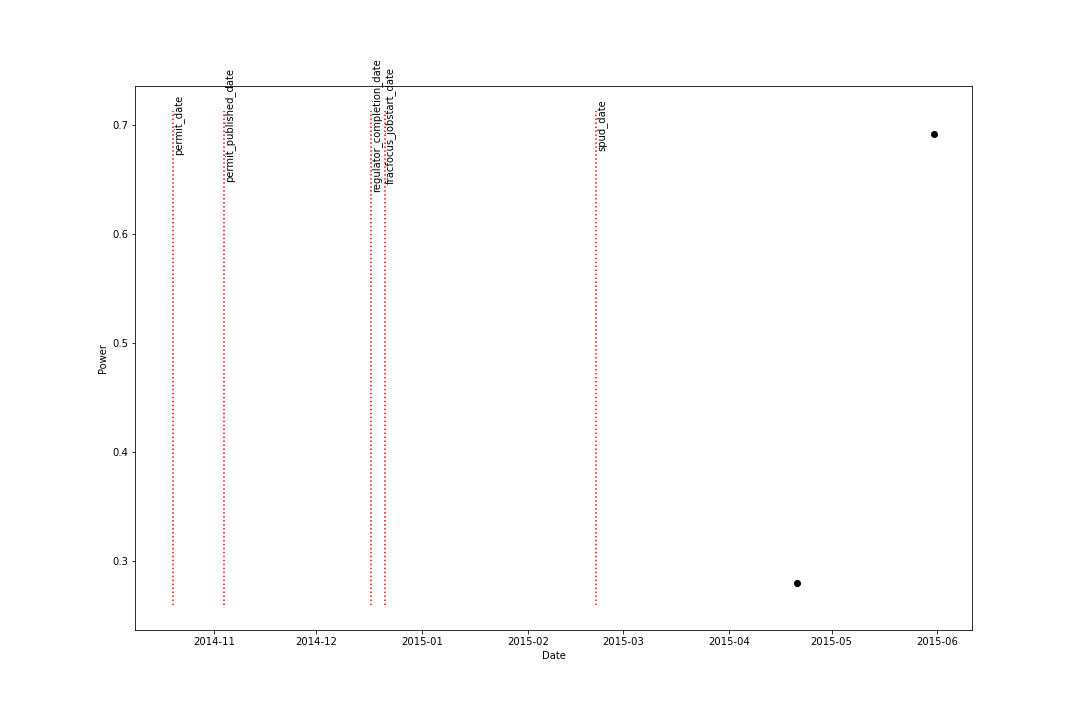 permit_date
permit_published_date
regulator_completion_date
fracfocus_jobstart_date
spud_date
0.7
0.6
0.5
0.4
0.3
Power
2014-11
2014-12
2015-01
2015-02
2015-03
2015-04
2015-05
2015-06
Date